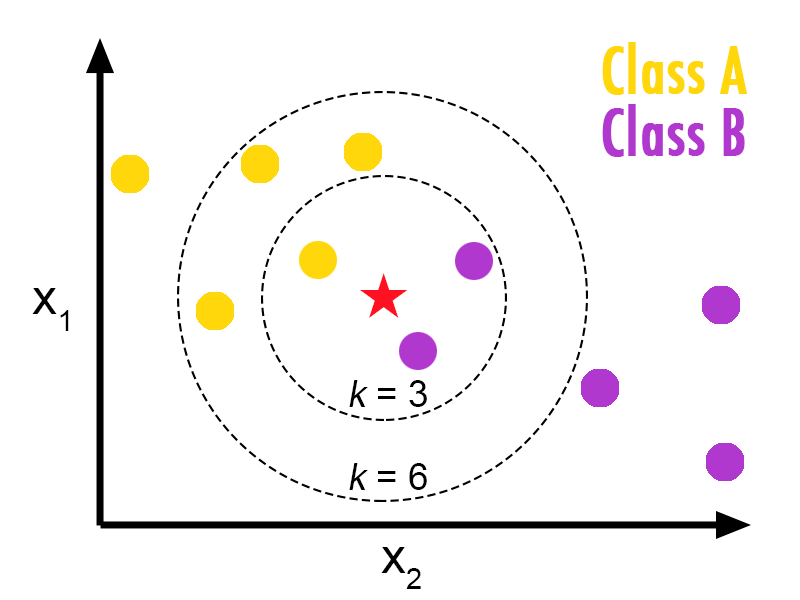 Class A
Class B
x₁
k = 3
k = 6
x₂